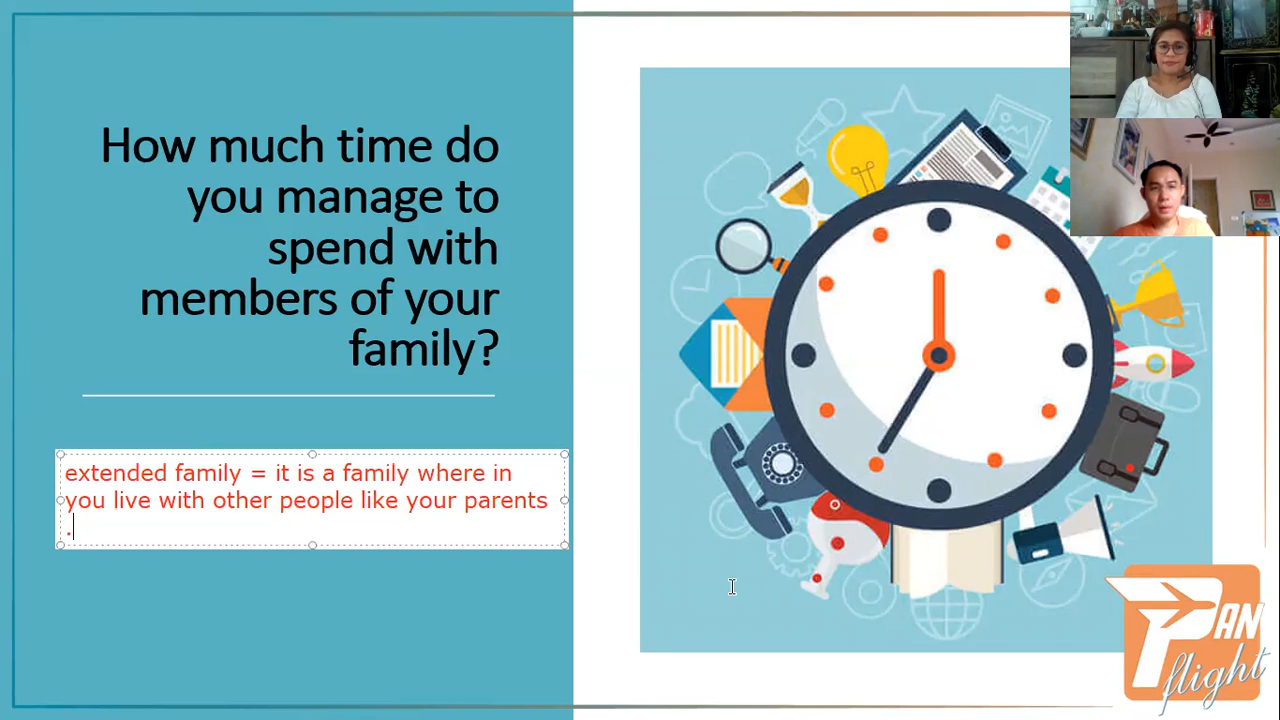 How much time do
you manage to
spend with
members of your
family?
extended family = it is a family where in
you live with other people like your parents
.
PAN
flight